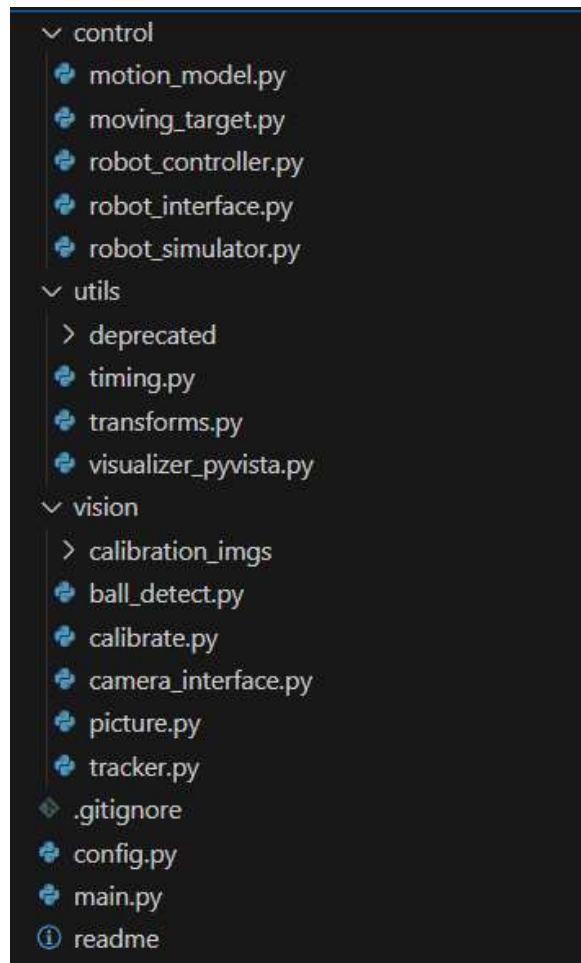 control
motion_model.py
moving_target.py
robot_controller.py
robot_interface.py
robot_simulator.py
utils
deprecated
timing.py
transforms.py
visualizer_pyvista.py
vision
calibration_imgs
ball_detect.py
calibrate.py
camera_interface.py
picture.py
tracker.py
.gitignore
config.py
main.py
readme